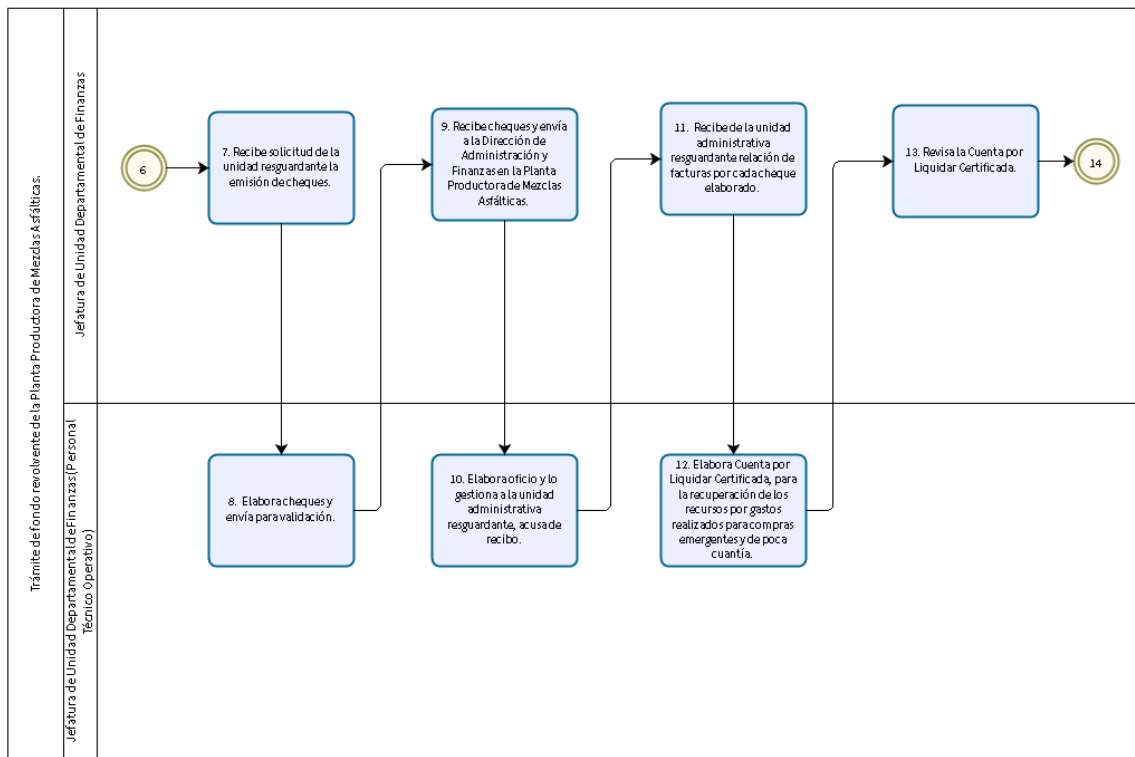 Trámite de fondo revolvente de la Planta Productora de Mezclas Asfálticas.
Jefatura de Unidad Departamental de Finanzas
6
7. Recibe solicitud de la
unidad resguardante la
emisión de cheques.
9. Recibe cheques y envía
a la Dirección de
Administración y
Finanzas en la Planta
Productora de Mezclas
Asfálticas.
11. Recibe de la unidad
administrativa
resguardante relación de
facturas por cada cheque
elaborado.
13. Revisa la Cuenta por
Liquidar Certificada.
14
Jefatura de Unidad Departamental de Finanzas (Personal
Técnico Operativo)
8. Elabora cheques y
envía para validación.
10. Elabora oficio y lo
gestiona a la unidad
administrativa
resguardante, acusa de
recibo.
12. Elabora Cuenta por
Liquidar Certificada, para
la recuperación de los
recursos por gastos
realizados para compras
emergentes y de poca
cuantía.